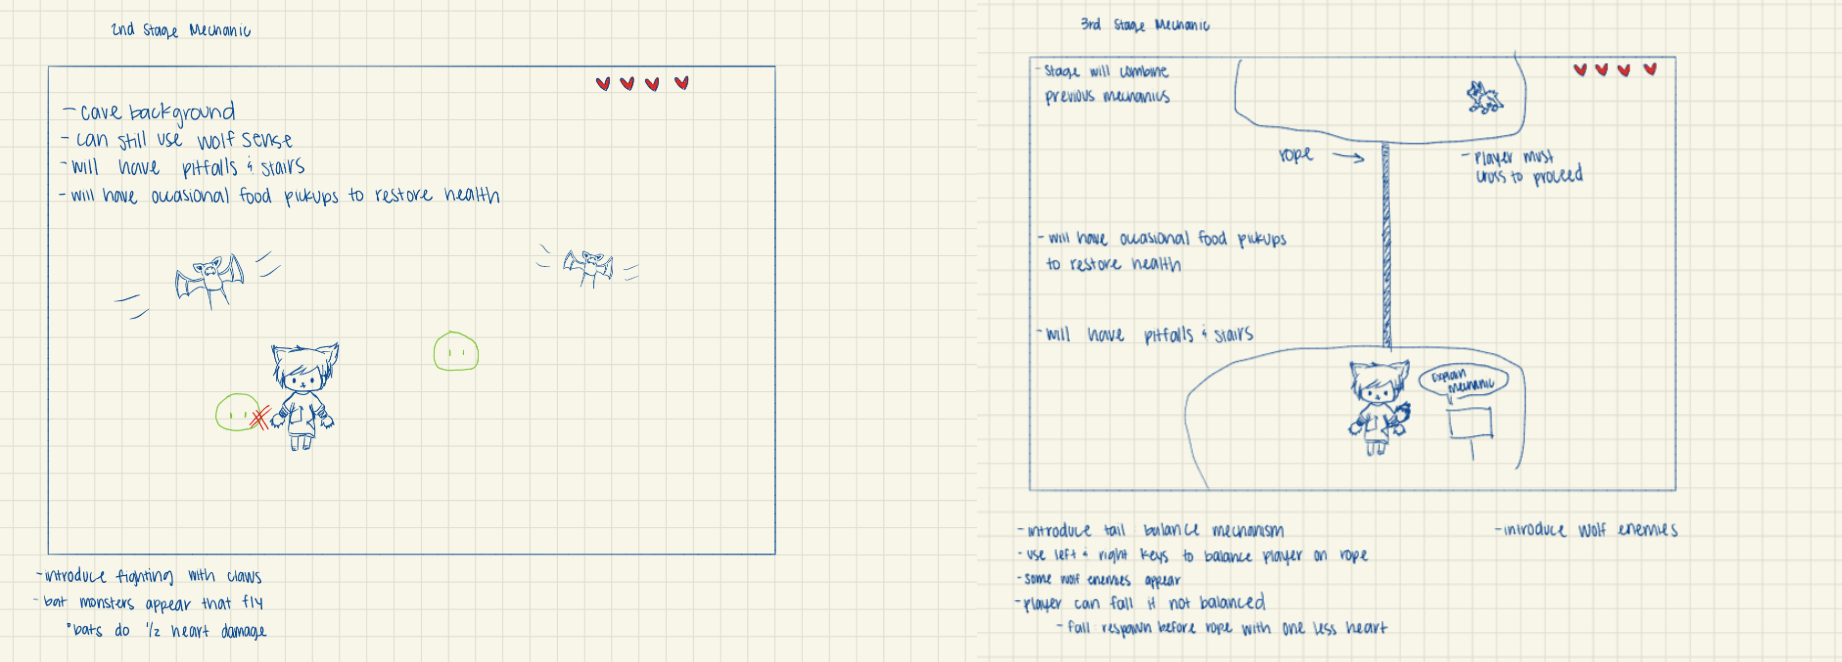 2nd Stage Mechanic
- cave background
- can still use wolf sense
- will have pitfalls & stairs
- will have occasional food pickups to restore health
- introduce fighting with claws
- bat monsters appear that fly
*bats do 1/2 heart damage
3rd Stage Mechanic
- Stage will combine
previous mechanics
rope
- Player must
cross to proceed
- will have occasional food pickups
to restore health
- will have pitfalls & stairs
Explain
mechanic
- introduce tail balance mechanism
- use left & right keys to balance player on rope
- some wolf enemies appear
- player can fall if not balanced
- fall respawn before rope with one less heart
- introduce wolf enemies